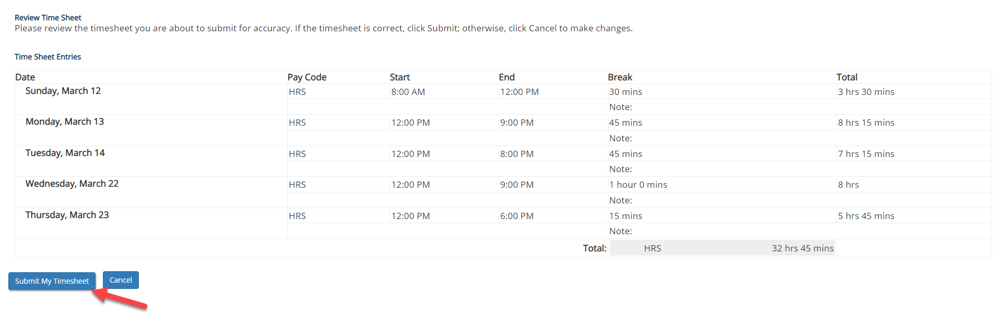 Review Time Sheet
Please review the timesheet you are about to submit for accuracy. If the timesheet is correct, click Submit; otherwise, click Cancel to make changes.
Time Sheet Entries
Date Pay Code Start End Break Total
Sunday, March 12 HRS 8:00 AM 12:00 PM 30 mins 3 hrs 30 mins
Note:
Monday, March 13 HRS 12:00 PM 9:00 PM 45 mins 8 hrs 15 mins
Note:
Tuesday, March 14 HRS 12:00 PM 8:00 PM 45 mins 7 hrs 15 mins
Note:
Wednesday, March 22 HRS 12:00 PM 9:00 PM 1 hour 0 mins 8 hrs
Note:
Thursday, March 23 HRS 12:00 PM 6:00 PM 15 mins 5 hrs 45 mins
Note:
Total: HRS 32 hrs 45 mins
Submit My Timesheet Cancel